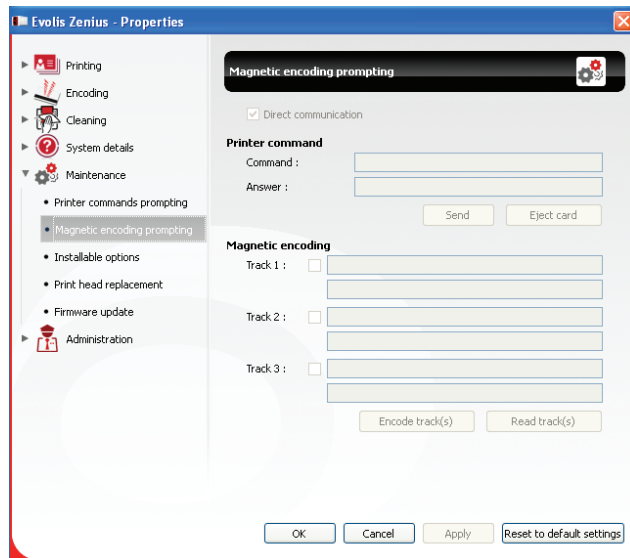 Evolis Zenius - Properties
Printing
Encoding
Cleaning
System details
Maintenance
Printer commands prompting
Magnetic encoding prompting
Installable options
Print head replacement
Firmware update
Administration
Magnetic encoding prompting
Direct communication
Printer command
Command :
Answer :
Send Eject card
Magnetic encoding
Track 1 :
Track 2 :
Track 3 :
Encode track(s) Read track(s)
OK Cancel Apply Reset to default settings